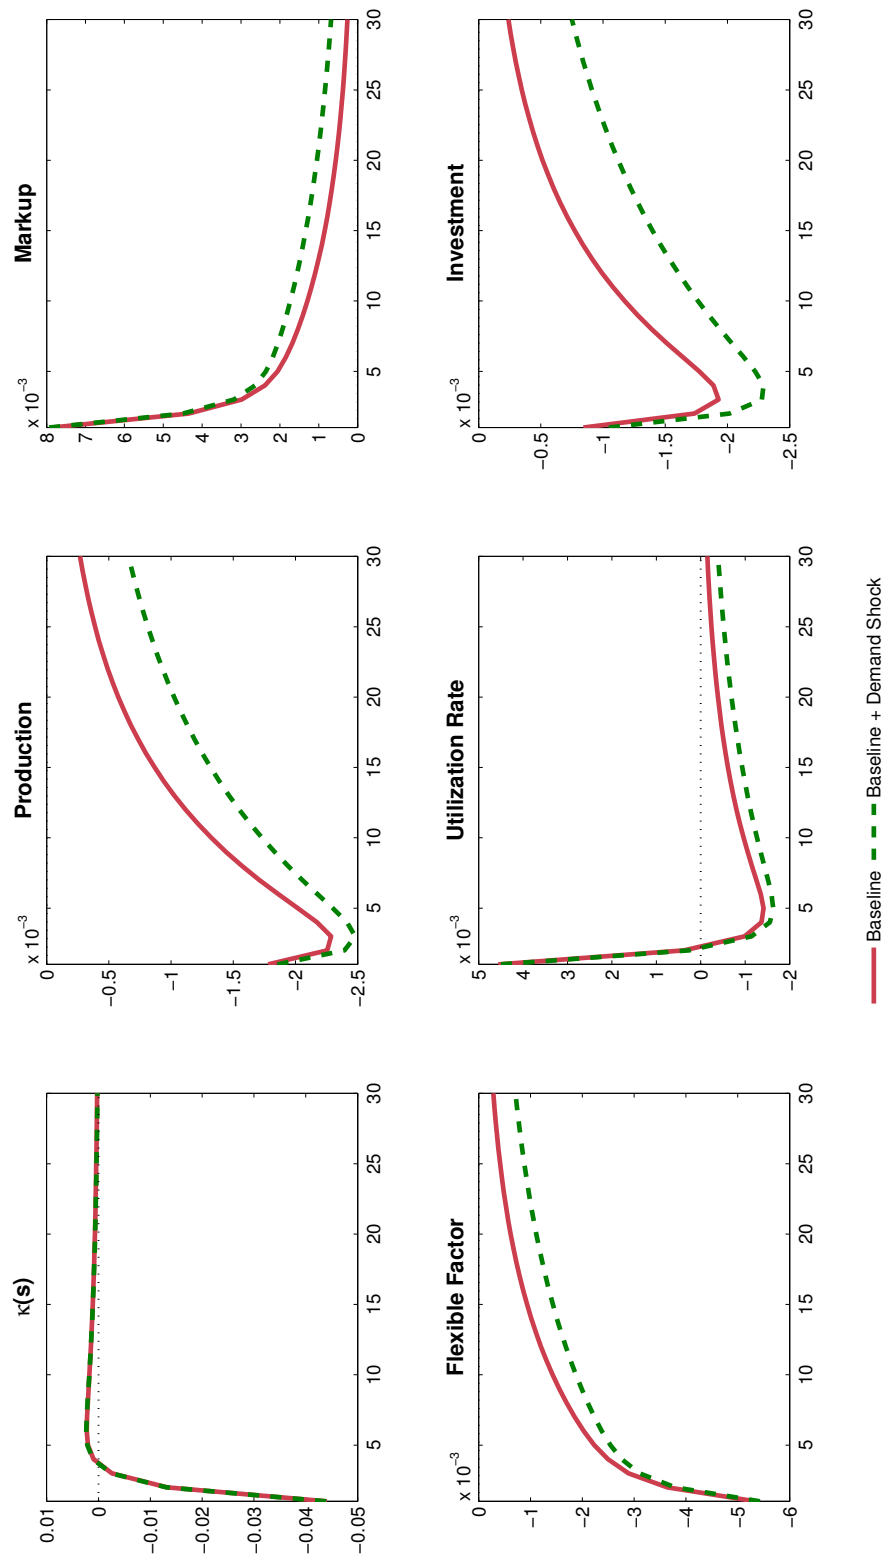 κ(s)
0.01
0
−0.01
−0.02
−0.03
−0.04
−0.05
5 10 15 20 25 30
Production
x 10−3
0
−0.5
−1
−1.5
−2
−2.5
5 10 15 20 25 30
Markup
x 10−3
8
7
6
5
4
3
2
1
0
5 10 15 20 25 30
Flexible Factor
x 10−3
0
−1
−2
−3
−4
−5
−6
5 10 15 20 25 30
Utilization Rate
x 10−3
5
4
3
2
1
0
−1
−2
5 10 15 20 25 30
Investment
x 10−3
0
−0.5
−1
−1.5
−2
−2.5
5 10 15 20 25 30
Baseline Baseline + Demand Shock